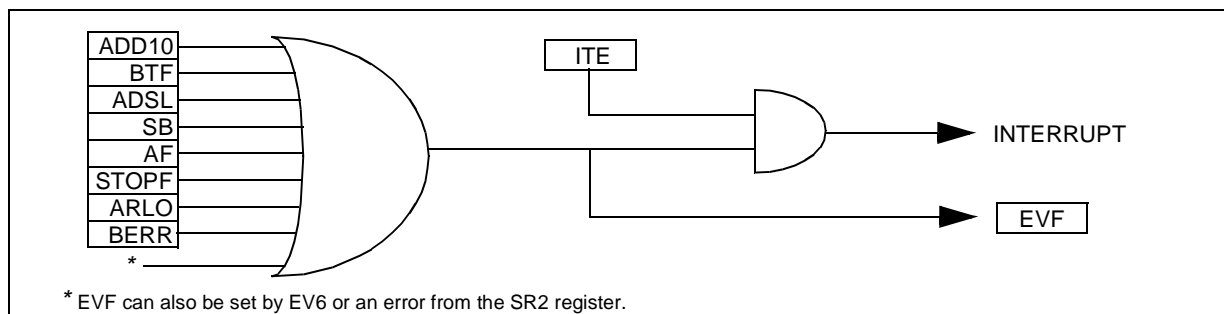 ADD10
BTF
ADSL
SB
AF
STOPF
ARLO
BERR
*
ITE
INTERRUPT
EVF
* EVF can also be set by EV6 or an error from the SR2 register.